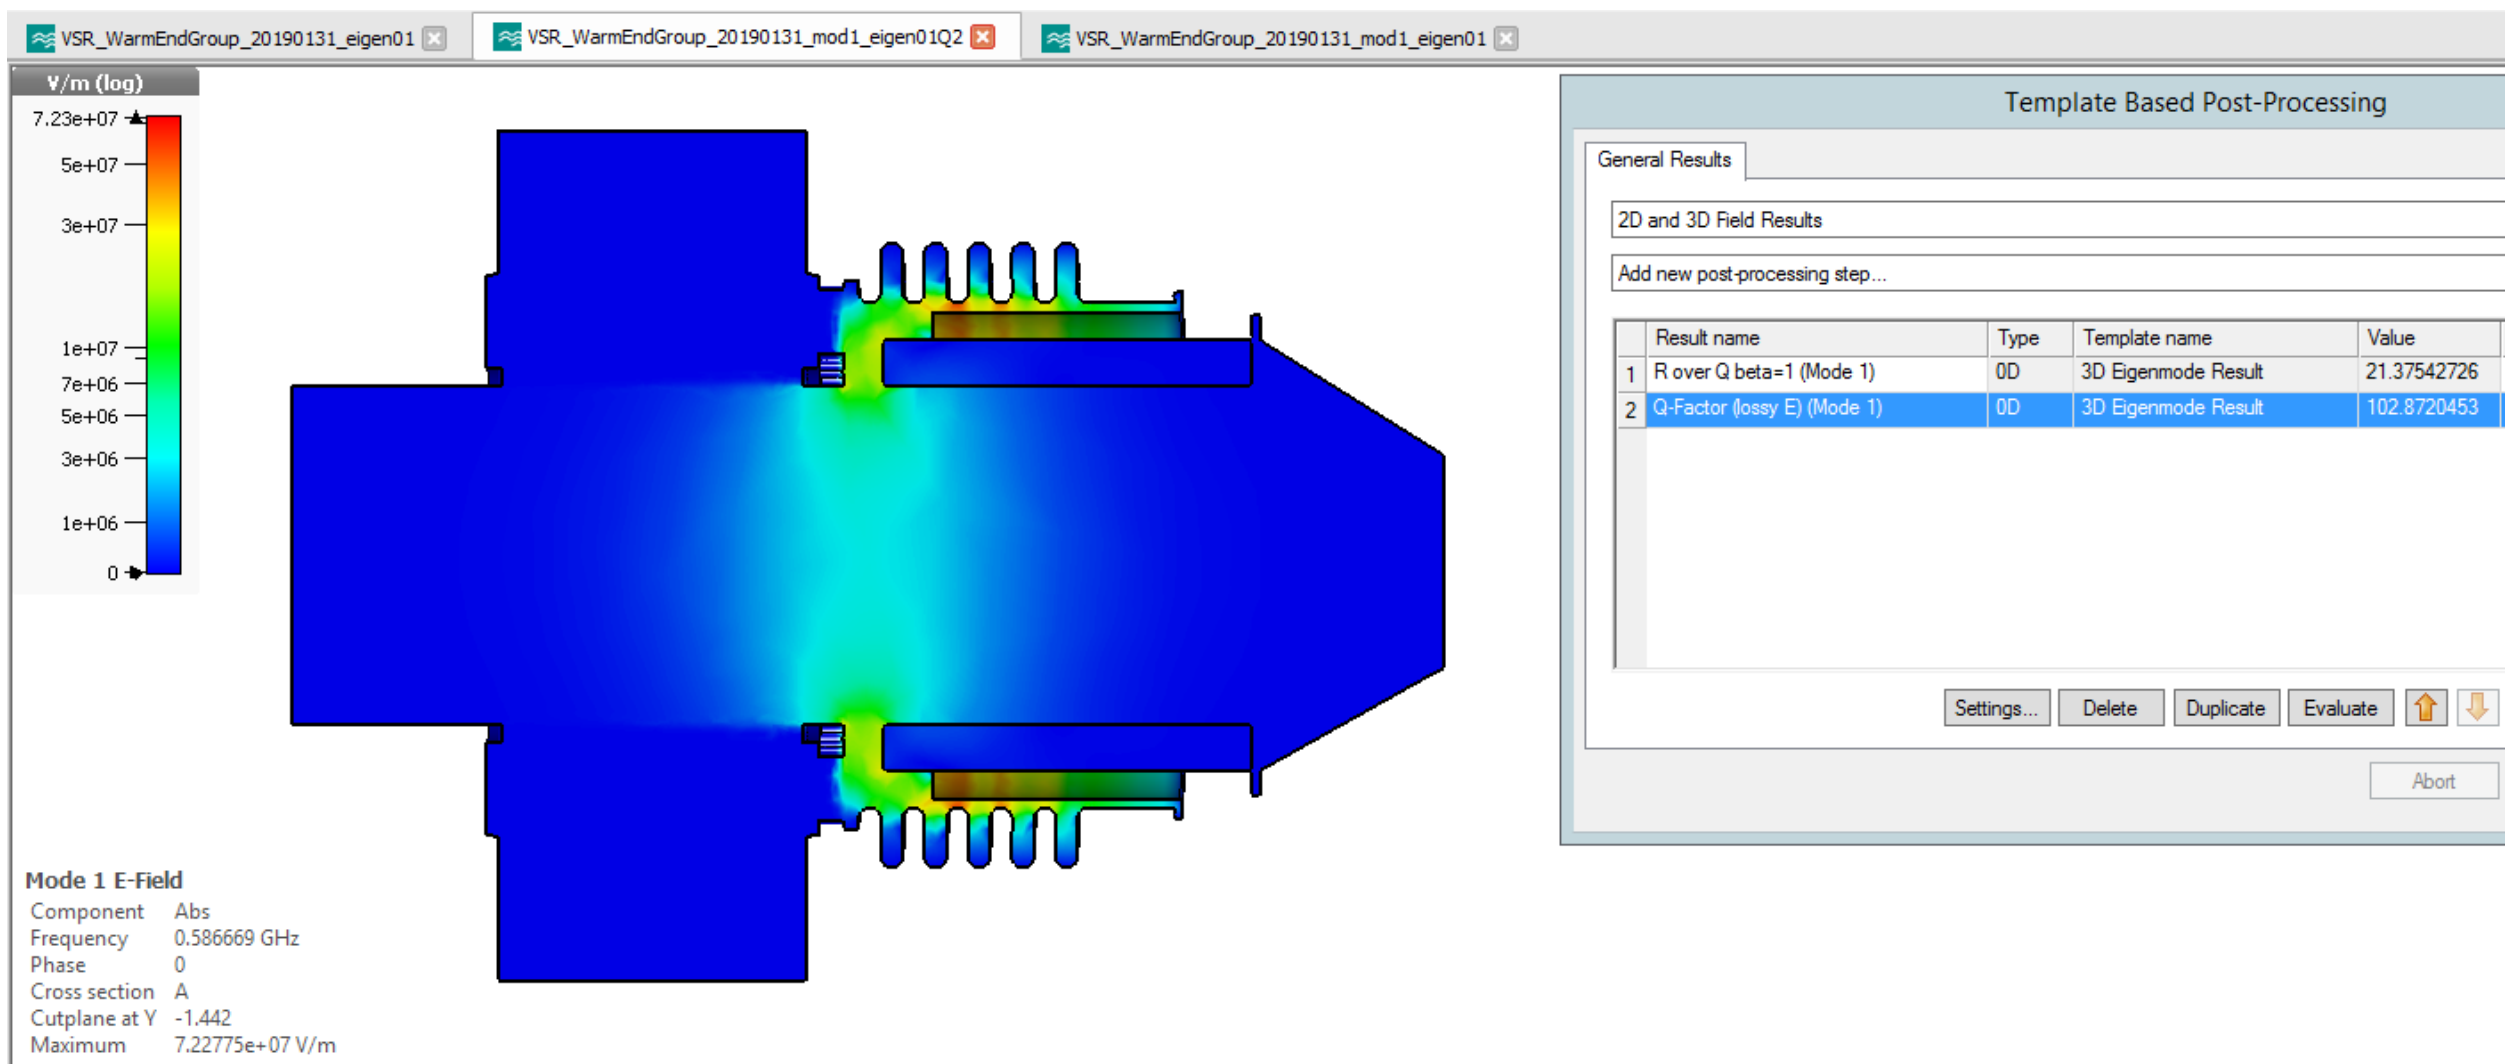 VSR_WarmEndGroup_20190131_eigen01
VSR_WarmEndGroup_20190131_mod1_eigen01Q2
VSR_WarmEndGroup_20190131_mod1_eigen01
V/m (log)
7.23e+07
5e+07
3e+07
1e+07
7e+06
5e+06
3e+06
1e+06
0
Mode 1 E-Field
Component Abs
Frequency 0.586669 GHz
Phase 0
Cross section A
Cutplane at Y -1.442
Maximum 7.22775e+07 V/m
Template Based Post-Processing
General Results
2D and 3D Field Results
Add new post-processing step...
Result name Type Template name Value
1 R over Q beta=1 (Mode 1) 0D 3D Eigenmode Result 21.37542726
2 Q-Factor (lossy E) (Mode 1) 0D 3D Eigenmode Result 102.8720453
Settings... Delete Duplicate Evaluate
Abort